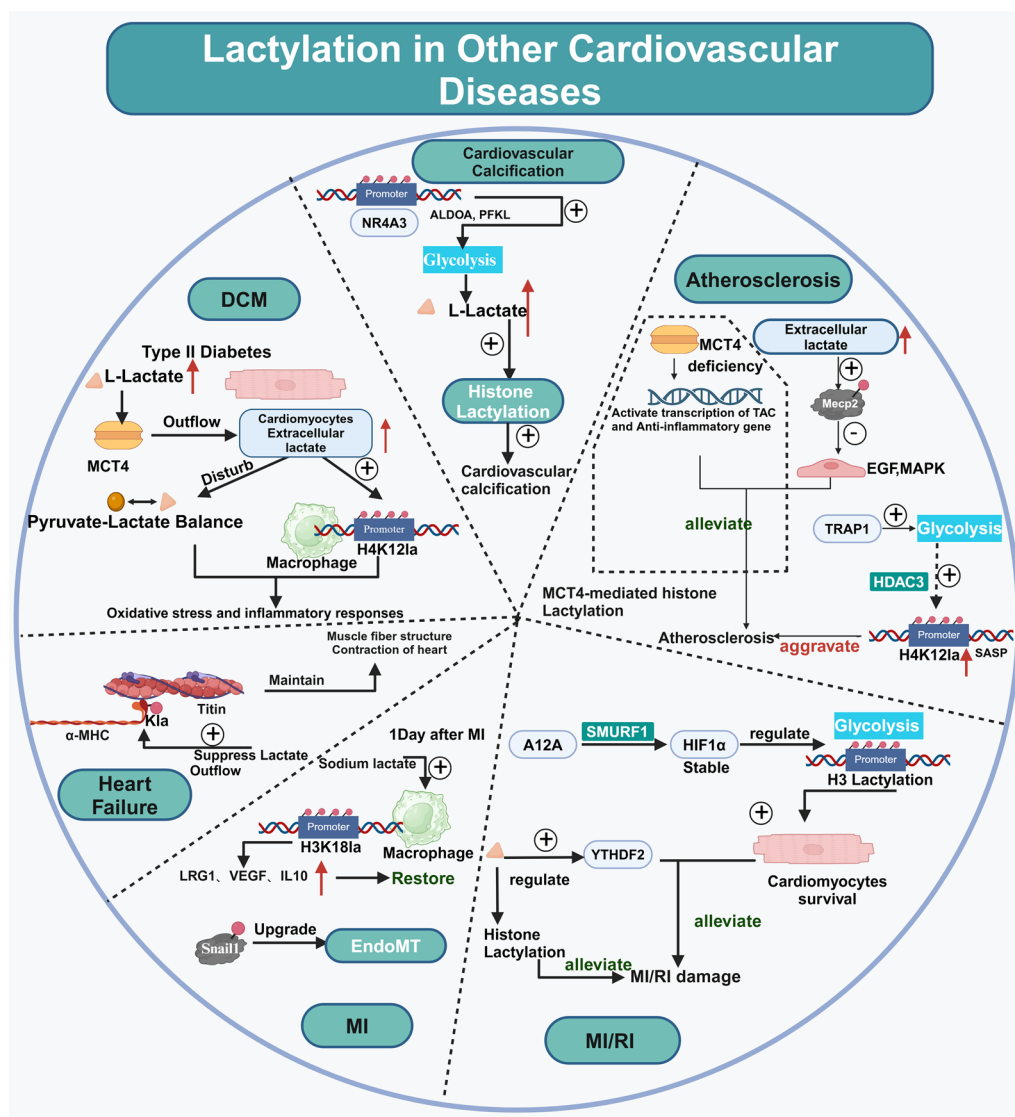 Lactylation in Other Cardiovascular
Diseases
Cardiovascular
Calcification
Promoter
NR4A3
ALDOA, PFKL
+
Glycolysis
L-Lactate
+
Histone
Lactylation
+
Cardiovascular
calcification
Atherosclerosis
MCT4
deficiency
Activate transcription of TAC
and Anti-inflammatory gene
Extracellular
lactate
+
Mecp2
-
EGF,MAPK
alleviate
TRAP1
+
Glycolysis
HDAC3
+
MCT4-mediated histone
Lactylation
Atherosclerosis
aggravate
Promoter
H4K12la
SASP
DCM
Type II Diabetes
L-Lactate
MCT4
Outflow
Cardiomyocytes
Extracellular
lactate
Disturb
+
Pyruvate-Lactate Balance
Macrophage
Promoter
H4K12la
Oxidative stress and inflammatory responses
Muscle fiber structure
Contraction of heart
Maintain
Titin
Kla
α-MHC
+
Suppress Lactate
Outflow
Heart
Failure
1Day after MI
Sodium lactate
+
Macrophage
Promoter
H3K18la
LRG1、VEGF、IL10
Restore
Snail1
Upgrade
EndoMT
MI
A12A
SMURF1
HIF1α
Stable
regulate
Glycolysis
Promoter
H3 Lactylation
+
Cardiomyocytes
survival
+
regulate
YTHDF2
alleviate
Histone
Lactylation
alleviate
MI/RI damage
MI/RI